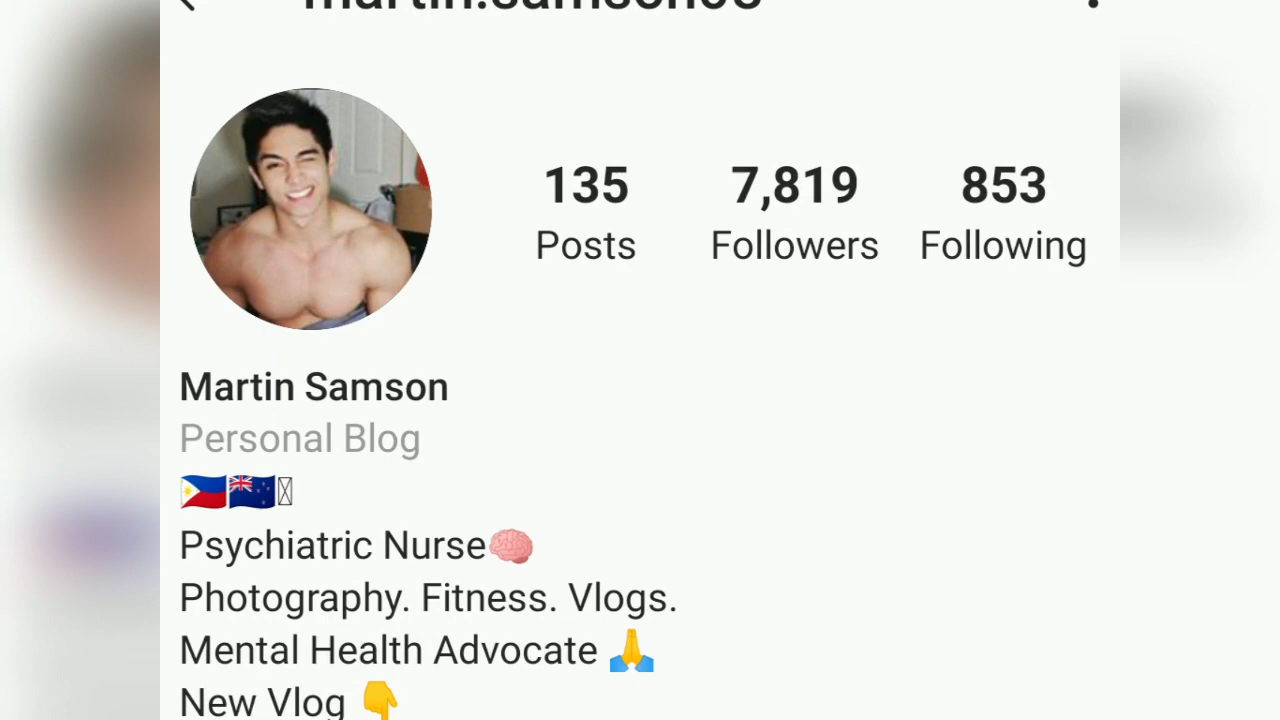 135 7,819 853
Posts Followers Following
Martin Samson
Personal Blog
🇵🇭🇳🇿
Psychiatric Nurse🧠
Photography. Fitness. Vlogs.
Mental Health Advocate 🙏
New Vlog 👇